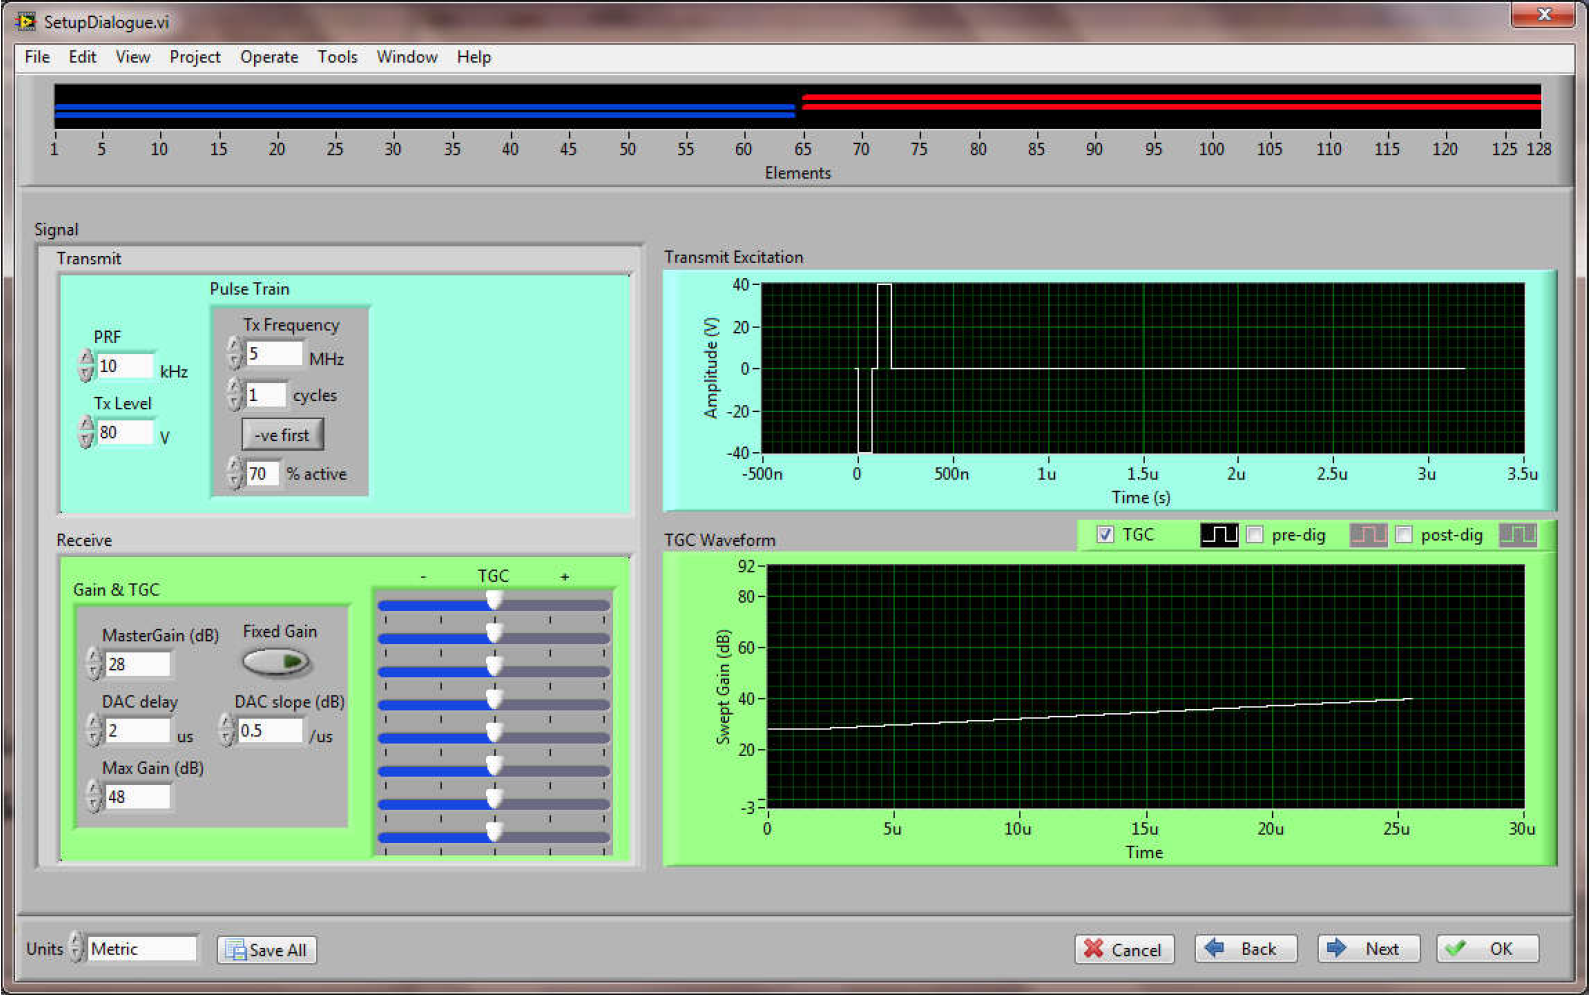 SetupDialogue.vi
File Edit View Project Operate Tools Window Help
1 5 10 15 20 25 30 35 40 45 50 55 60 65 70 75 80 85 90 95 100 105 110 115 120 125 128
Elements
Signal
Transmit
Pulse Train
PRF
10 kHz
Tx Level
80 V
Tx Frequency
5 MHz
1 cycles
-ve first
70 % active
Transmit Excitation
Amplitude (V)
40
20
0
-20
-40
-500n 0 500n 1u 1.5u 2u 2.5u 3u 3.5u
Time (s)
Receive
Gain & TGC
MasterGain (dB)
28
Fixed Gain
DAC delay
2 us
DAC slope (dB)
0.5 /us
Max Gain (dB)
48
- TGC +
TGC Waveform
TGC pre-dig post-dig
Swept Gain (dB)
92
80
60
40
20
-3
0 5u 10u 15u 20u 25u 30u
Time
Units Metric Save All Cancel Back Next OK